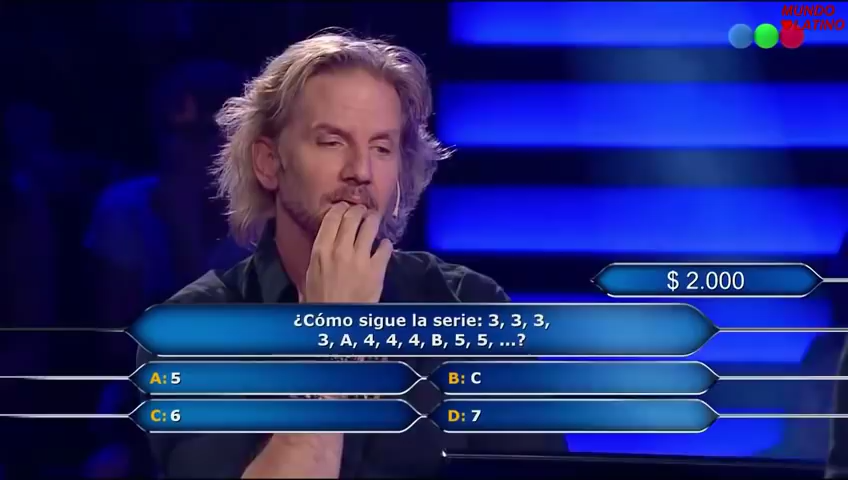 MUNDO
LATINO
$ 2.000
¿Cómo sigue la serie: 3, 3, 3,
3, A, 4, 4, 4, B, 5, 5, ...?
A: 5
B: C
C: 6
D: 7